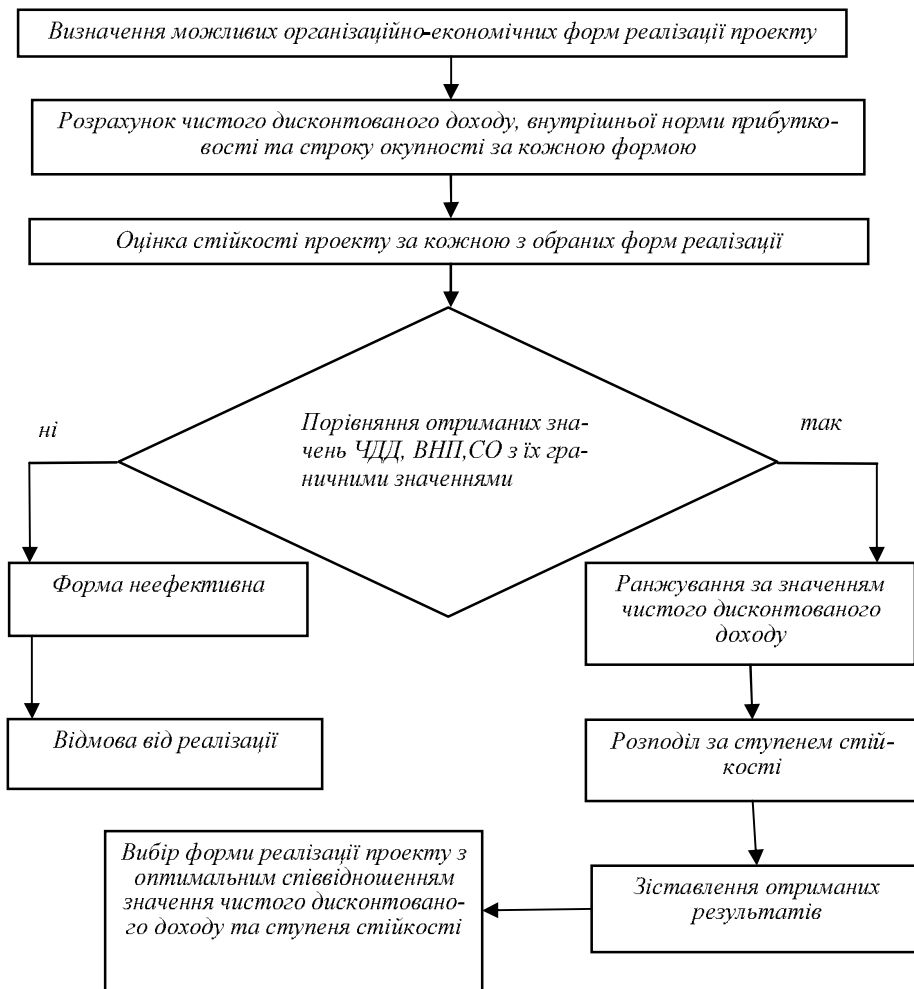 Визначення можливих організаційно-економічних форм реалізації проекту
Розрахунок чистого дисконтованого доходу, внутрішньої норми прибутко-
вості та строку окупності за кожною формою
Оцінка стійкості проекту за кожною з обраних форм реалізації
ні
Порівняння отриманих зна-
чень ЧДД, ВНП,СО з їх гра-
ничними значеннями
так
Форма неефективна
Ранжування за значенням
чистого дисконтованого
доходу
Відмова від реалізації
Розподіл за ступенем стій-
кості
Вибір форми реалізації проекту з
оптимальним співвідношенням
значення чистого дисконтовано-
го доходу та ступеня стійкості
Зіставлення отриманих
результатів